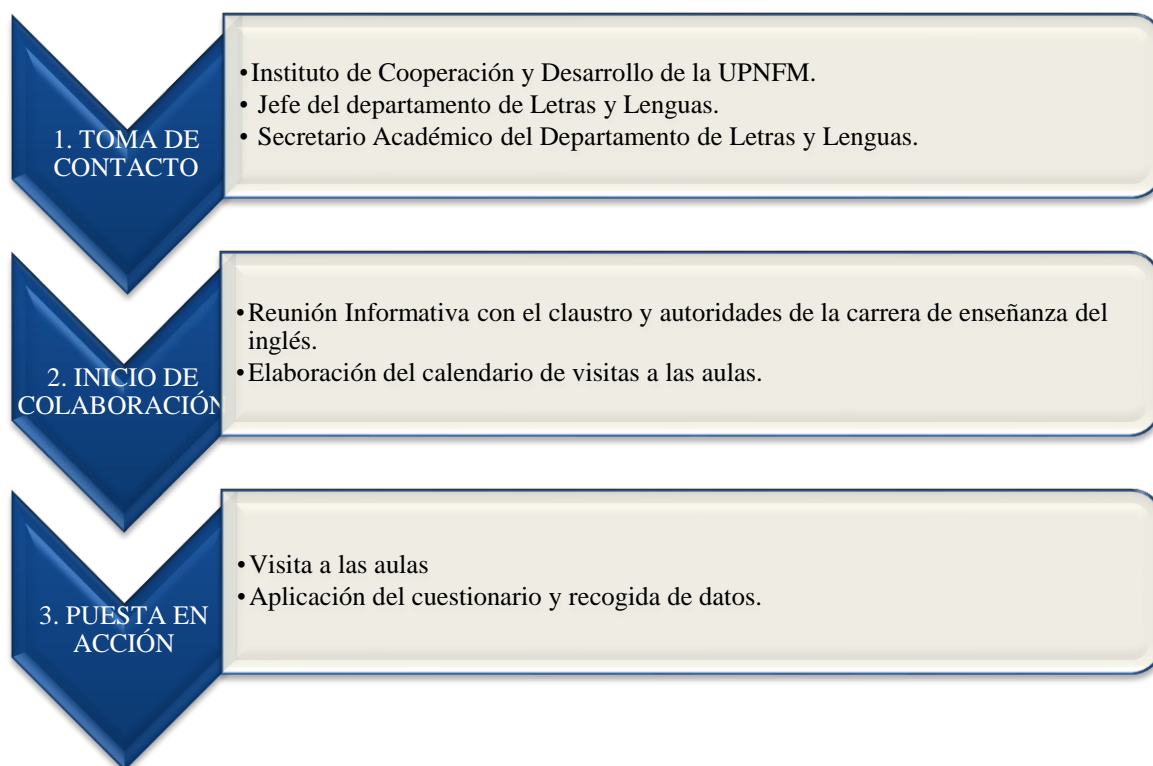 1. TOMA DE
CONTACTO
•Instituto de Cooperación y Desarrollo de la UPNFM.
• Jefe del departamento de Letras y Lenguas.
• Secretario Académico del Departamento de Letras y Lenguas.
2. INICIO DE
COLABORACIÓN
•Reunión Informativa con el claustro y autoridades de la carrera de enseñanza del
inglés.
•Elaboración del calendario de visitas a las aulas.
3. PUESTA EN
ACCIÓN
•Visita a las aulas
•Aplicación del cuestionario y recogida de datos.